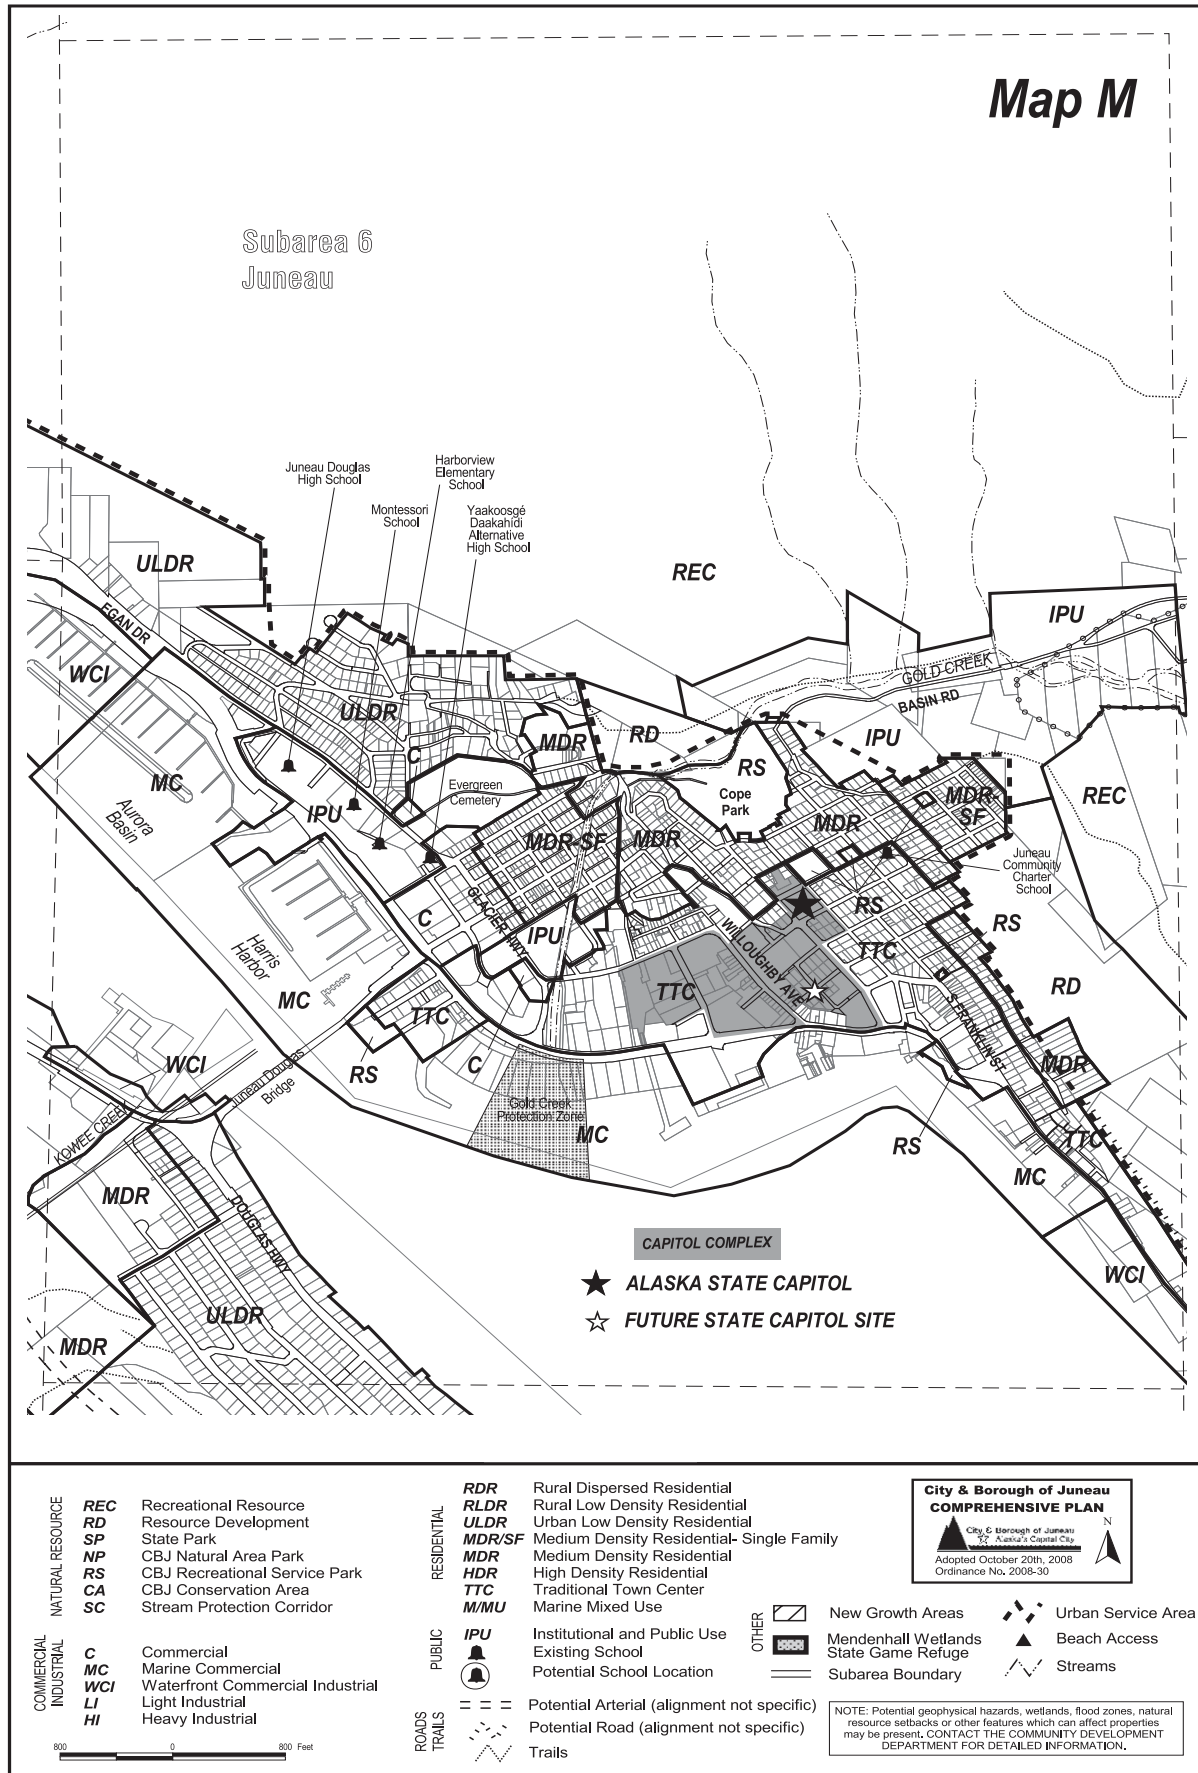 Map M
Subarea 6
Juneau
Juneau Douglas
High School
Harborview
Elementary
School
Montessori
School
Yaakoosgé
Daakahídi
Alternative
High School
ULDR
REC
IPU
EGAN DR
WCI
GOLD CREEK
BASIN RD
ULDR
MDR
RD
IPU
C
RS
MC
Evergreen
Cemetery
Cope
Park
MDR-
SF
REC
Aurora
Basin
IPU
MDR-SF
MDR
MDR
Juneau
Community
Charter
School
C
GLACIER HWY
IPU
RS
RS
WILLOUGHBY AVE
TTC
Harris
Harbor
MC
TTC
TTC
RD
S FRANKLIN ST
WCI
RS
C
MDR
Juneau Douglas
Bridge
Gold Creek
Protection Zone
MC
KOWEE CREEK
RS
TTC
MC
MDR
DOUGLAS HWY
WCI
ULDR
MDR
CAPITOL COMPLEX
ALASKA STATE CAPITOL
FUTURE STATE CAPITOL SITE
NATURAL RESOURCE
REC Recreational Resource
RD Resource Development
SP State Park
NP CBJ Natural Area Park
RS CBJ Recreational Service Park
CA CBJ Conservation Area
SC Stream Protection Corridor
COMMERCIAL
INDUSTRIAL
C Commercial
MC Marine Commercial
WCI Waterfront Commercial Industrial
LI Light Industrial
HI Heavy Industrial
800 0 800 Feet
RESIDENTIAL
RDR Rural Dispersed Residential
RLDR Rural Low Density Residential
ULDR Urban Low Density Residential
MDR/SF Medium Density Residential- Single Family
MDR Medium Density Residential
HDR High Density Residential
TTC Traditional Town Center
M/MU Marine Mixed Use
PUBLIC
IPU Institutional and Public Use
Existing School
Potential School Location
ROADS
TRAILS
Potential Arterial (alignment not specific)
Potential Road (alignment not specific)
Trails
City & Borough of Juneau
COMPREHENSIVE PLAN
City & Borough of Juneau
Alaska's Capital City
N
Adopted October 20th, 2008
Ordinance No. 2008-30
OTHER
New Growth Areas
Mendenhall Wetlands
State Game Refuge
Subarea Boundary
Urban Service Area
Beach Access
Streams
NOTE: Potential geophysical hazards, wetlands, flood zones, natural
resource setbacks or other features which can affect properties
may be present. CONTACT THE COMMUNITY DEVELOPMENT
DEPARTMENT FOR DETAILED INFORMATION.